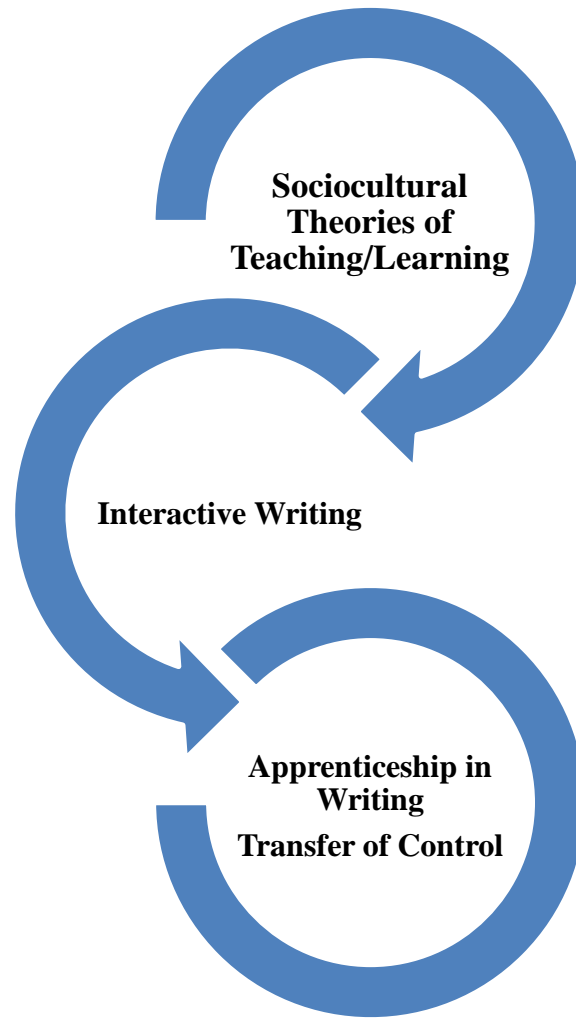 Sociocultural
Theories of
Teaching/Learning
Interactive Writing
Apprenticeship in
Writing
Transfer of Control